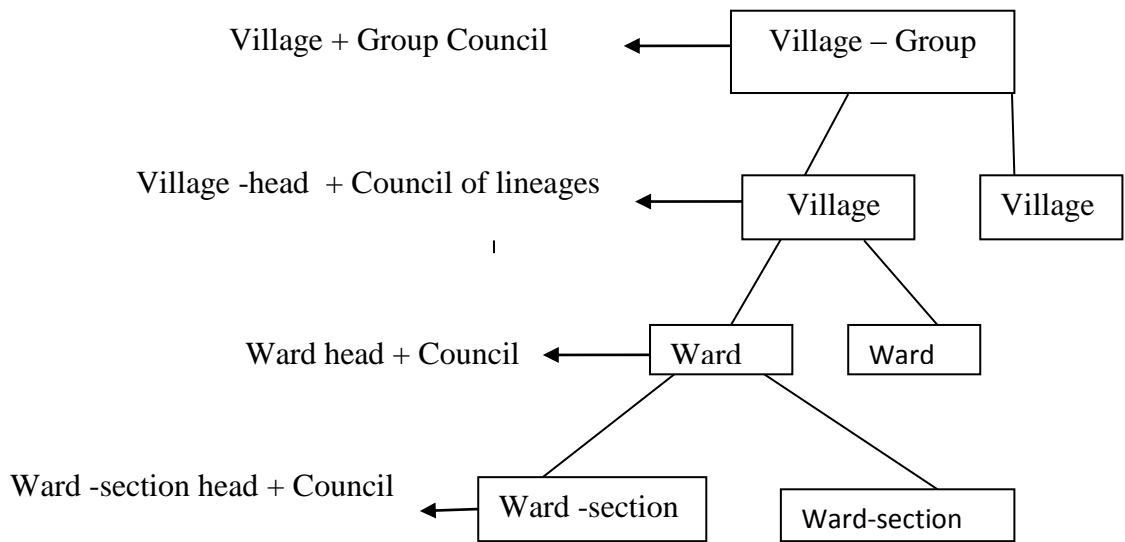 Village + Group Council
Village – Group
Village -head + Council of lineages
Village
Village
Ward head + Council
Ward
Ward
Ward -section head + Council
Ward -section
Ward-section